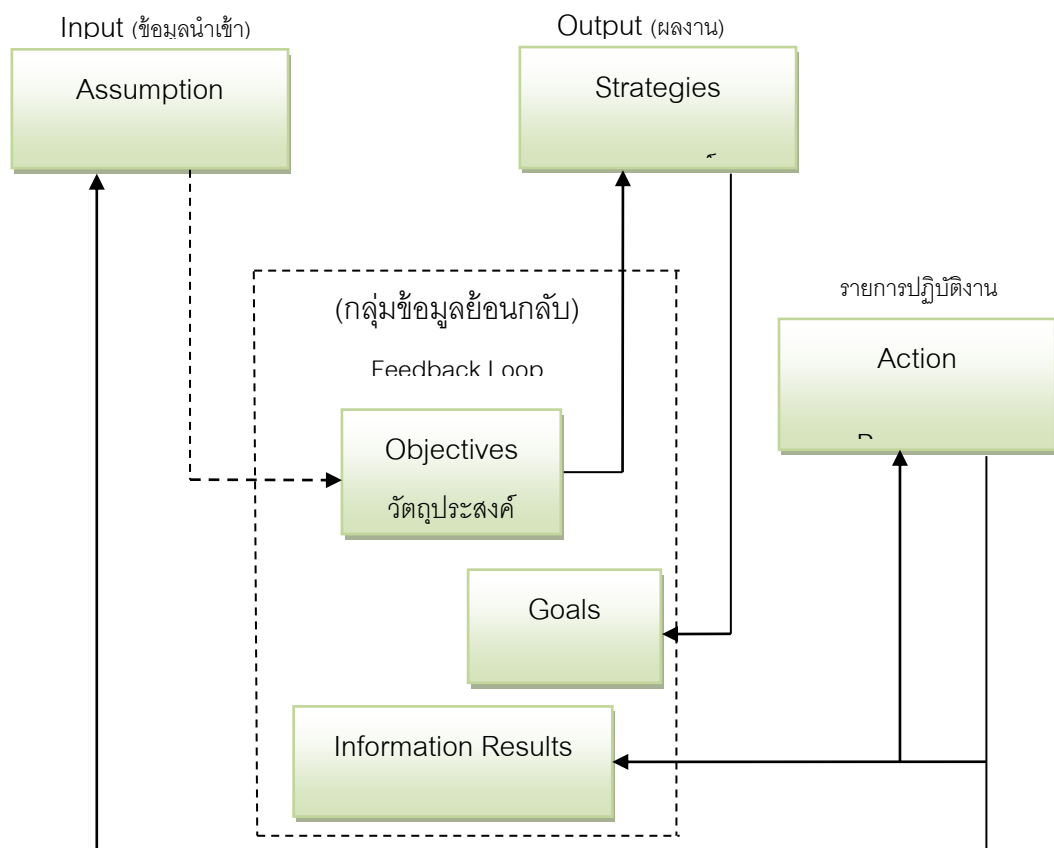 Input (ข้อมูลนำเข้า)
Output (ผลงาน)
Assumption
Strategies
รายการปฏิบัติงาน
(กลุ่มข้อมูลย้อนกลับ)
Feedback Loop
Action
Objectives
วัตถุประสงค์
Goals
Information Results